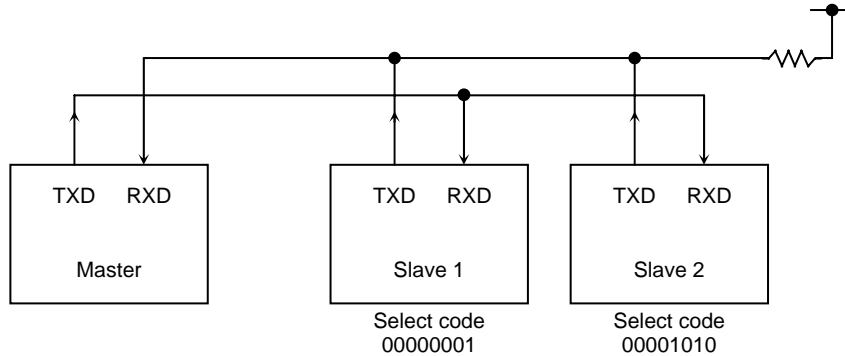 TXD RXD
Master
TXD RXD
Slave 1
TXD RXD
Slave 2
Select code
00000001
Select code
00001010